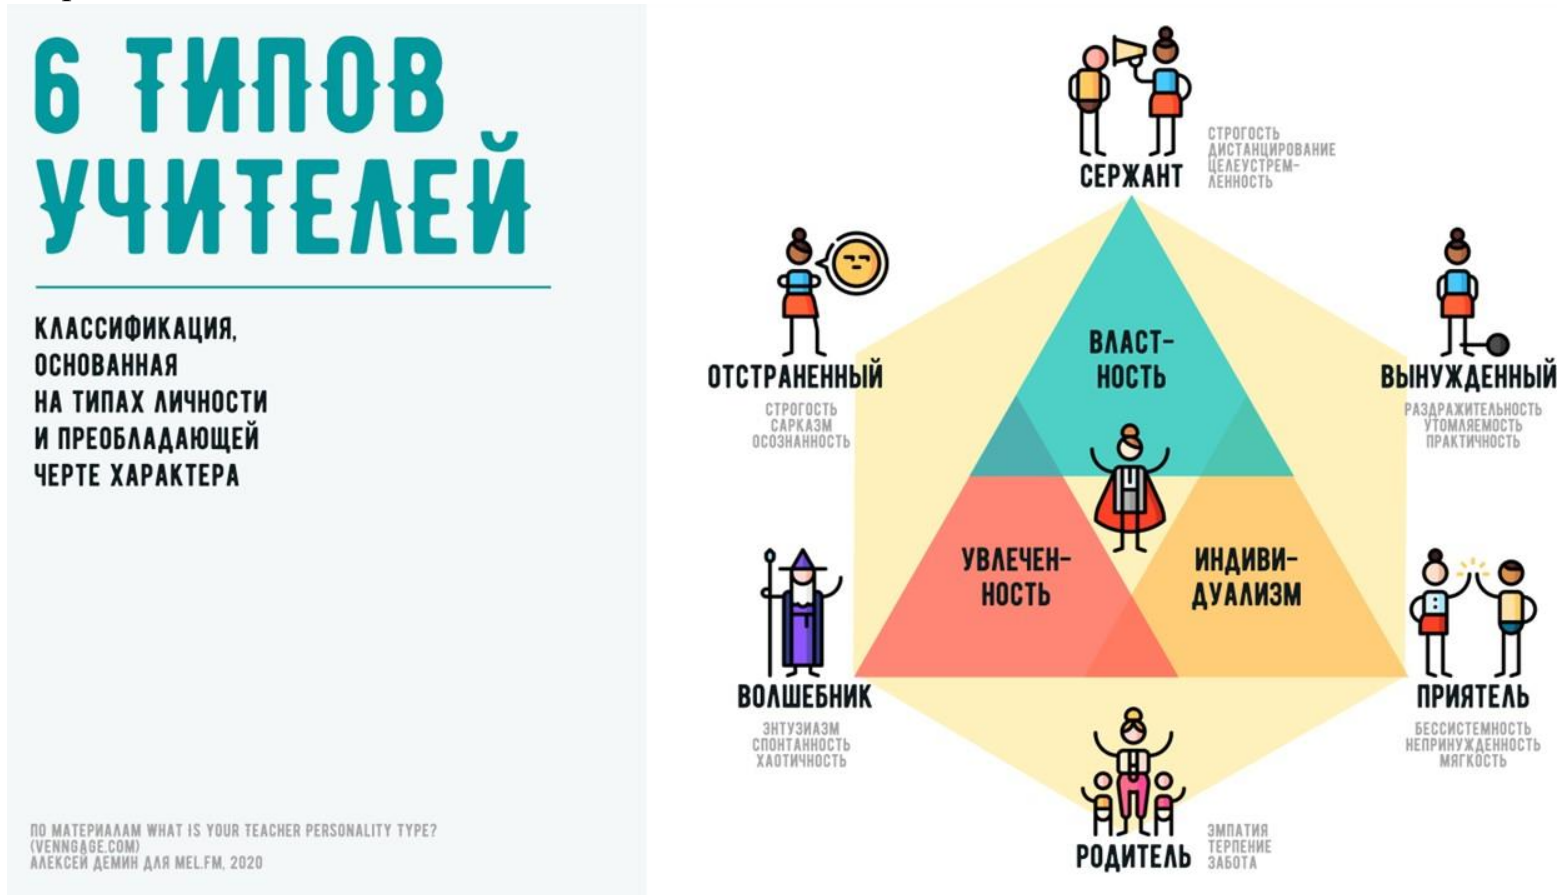 6 ТИПОВ
УЧИТЕЛЕЙ
КЛАССИФИКАЦИЯ,
ОСНОВАННАЯ
НА ТИПАХ ЛИЧНОСТИ
И ПРЕОБЛАДАЮЩЕЙ
ЧЕРТЕ ХАРАКТЕРА
ПО МАТЕРИАЛАМ WHAT IS YOUR TEACHER PERSONALITY TYPE?
(VENNGAGE.COM)
АЛЕКСЕЙ ДЕМИН ДЛЯ MEL.FM, 2020
СЕРЖАНТ
СТРОГОСТЬ
ДИСТАНЦИРОВАНИЕ
ЦЕЛЕУСТРЕМ-
ЛЕННОСТЬ
ОТСТРАНЕННЫЙ
СТРОГОСТЬ
САРКАЗМ
ОСОЗНАННОСТЬ
ВЫНУЖДЕННЫЙ
РАЗДРАЖИТЕЛЬНОСТЬ
УТОМЛЯЕМОСТЬ
ПРАКТИЧНОСТЬ
ВЛАСТ-
НОСТЬ
УВЛЕЧЕН-
НОСТЬ
ИНДИВИ-
ДУАЛИЗМ
ВОЛШЕБНИК
ЭНТУЗИАЗМ
СПОНТАННОСТЬ
ХАОТИЧНОСТЬ
ПРИЯТЕЛЬ
БЕССИСТЕМНОСТЬ
НЕПРИНУЖДЕННОСТЬ
МЯГКОСТЬ
РОДИТЕЛЬ
ЭМПАТИЯ
ТЕРПЕНИЕ
ЗАБОТА